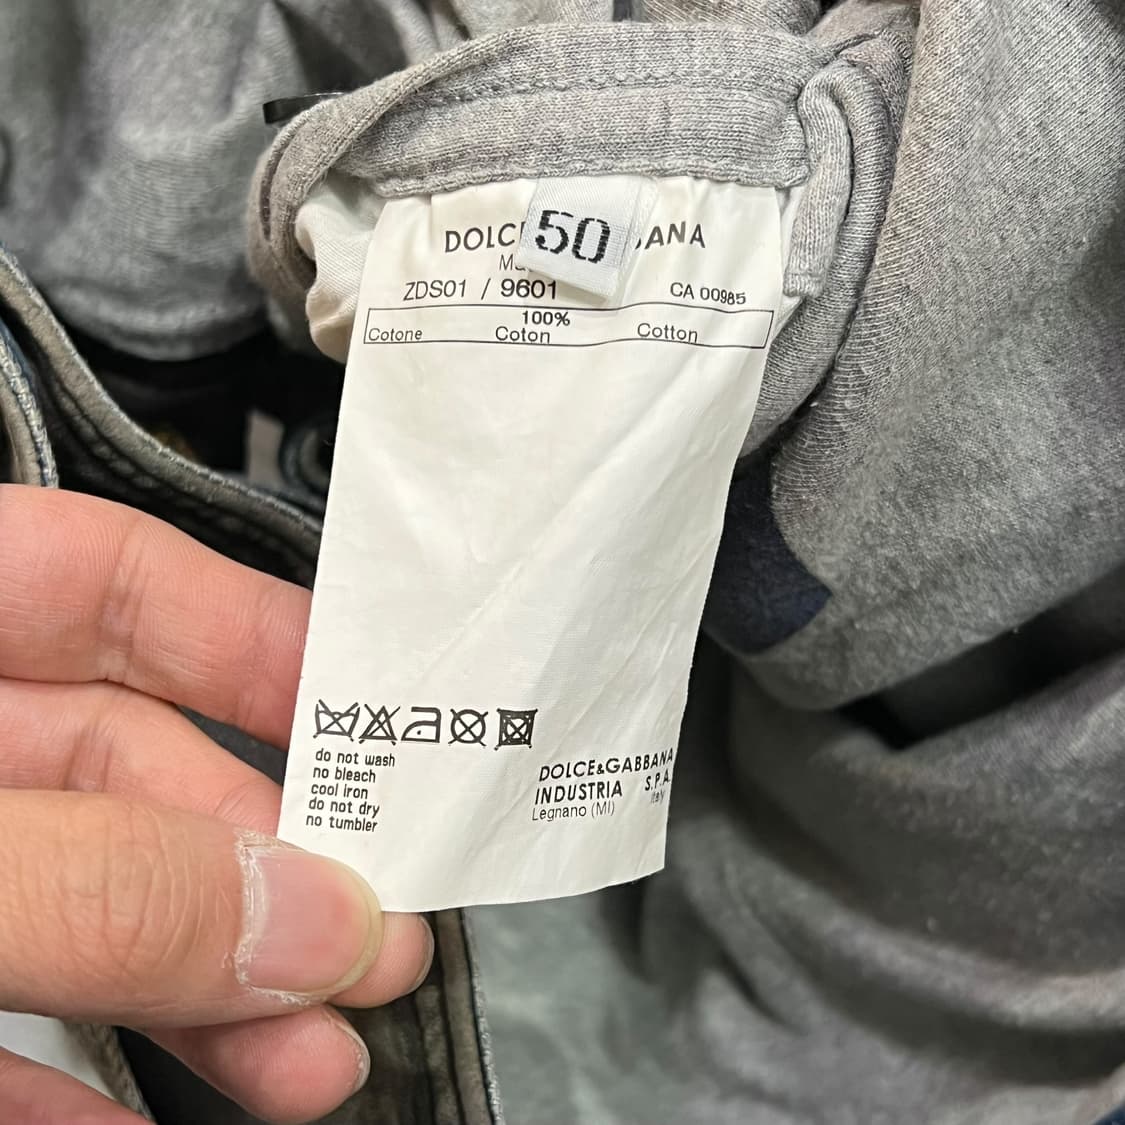 50
DOLC ANA
ZDS01 / 9601 CA 00985
100%
Cotone Coton Cotton
do not wash
no bleach
cool iron
do not dry
no tumbler
DOLCE&GABBANA
INDUSTRIA S.P.A.
Legnano (MI) Italy